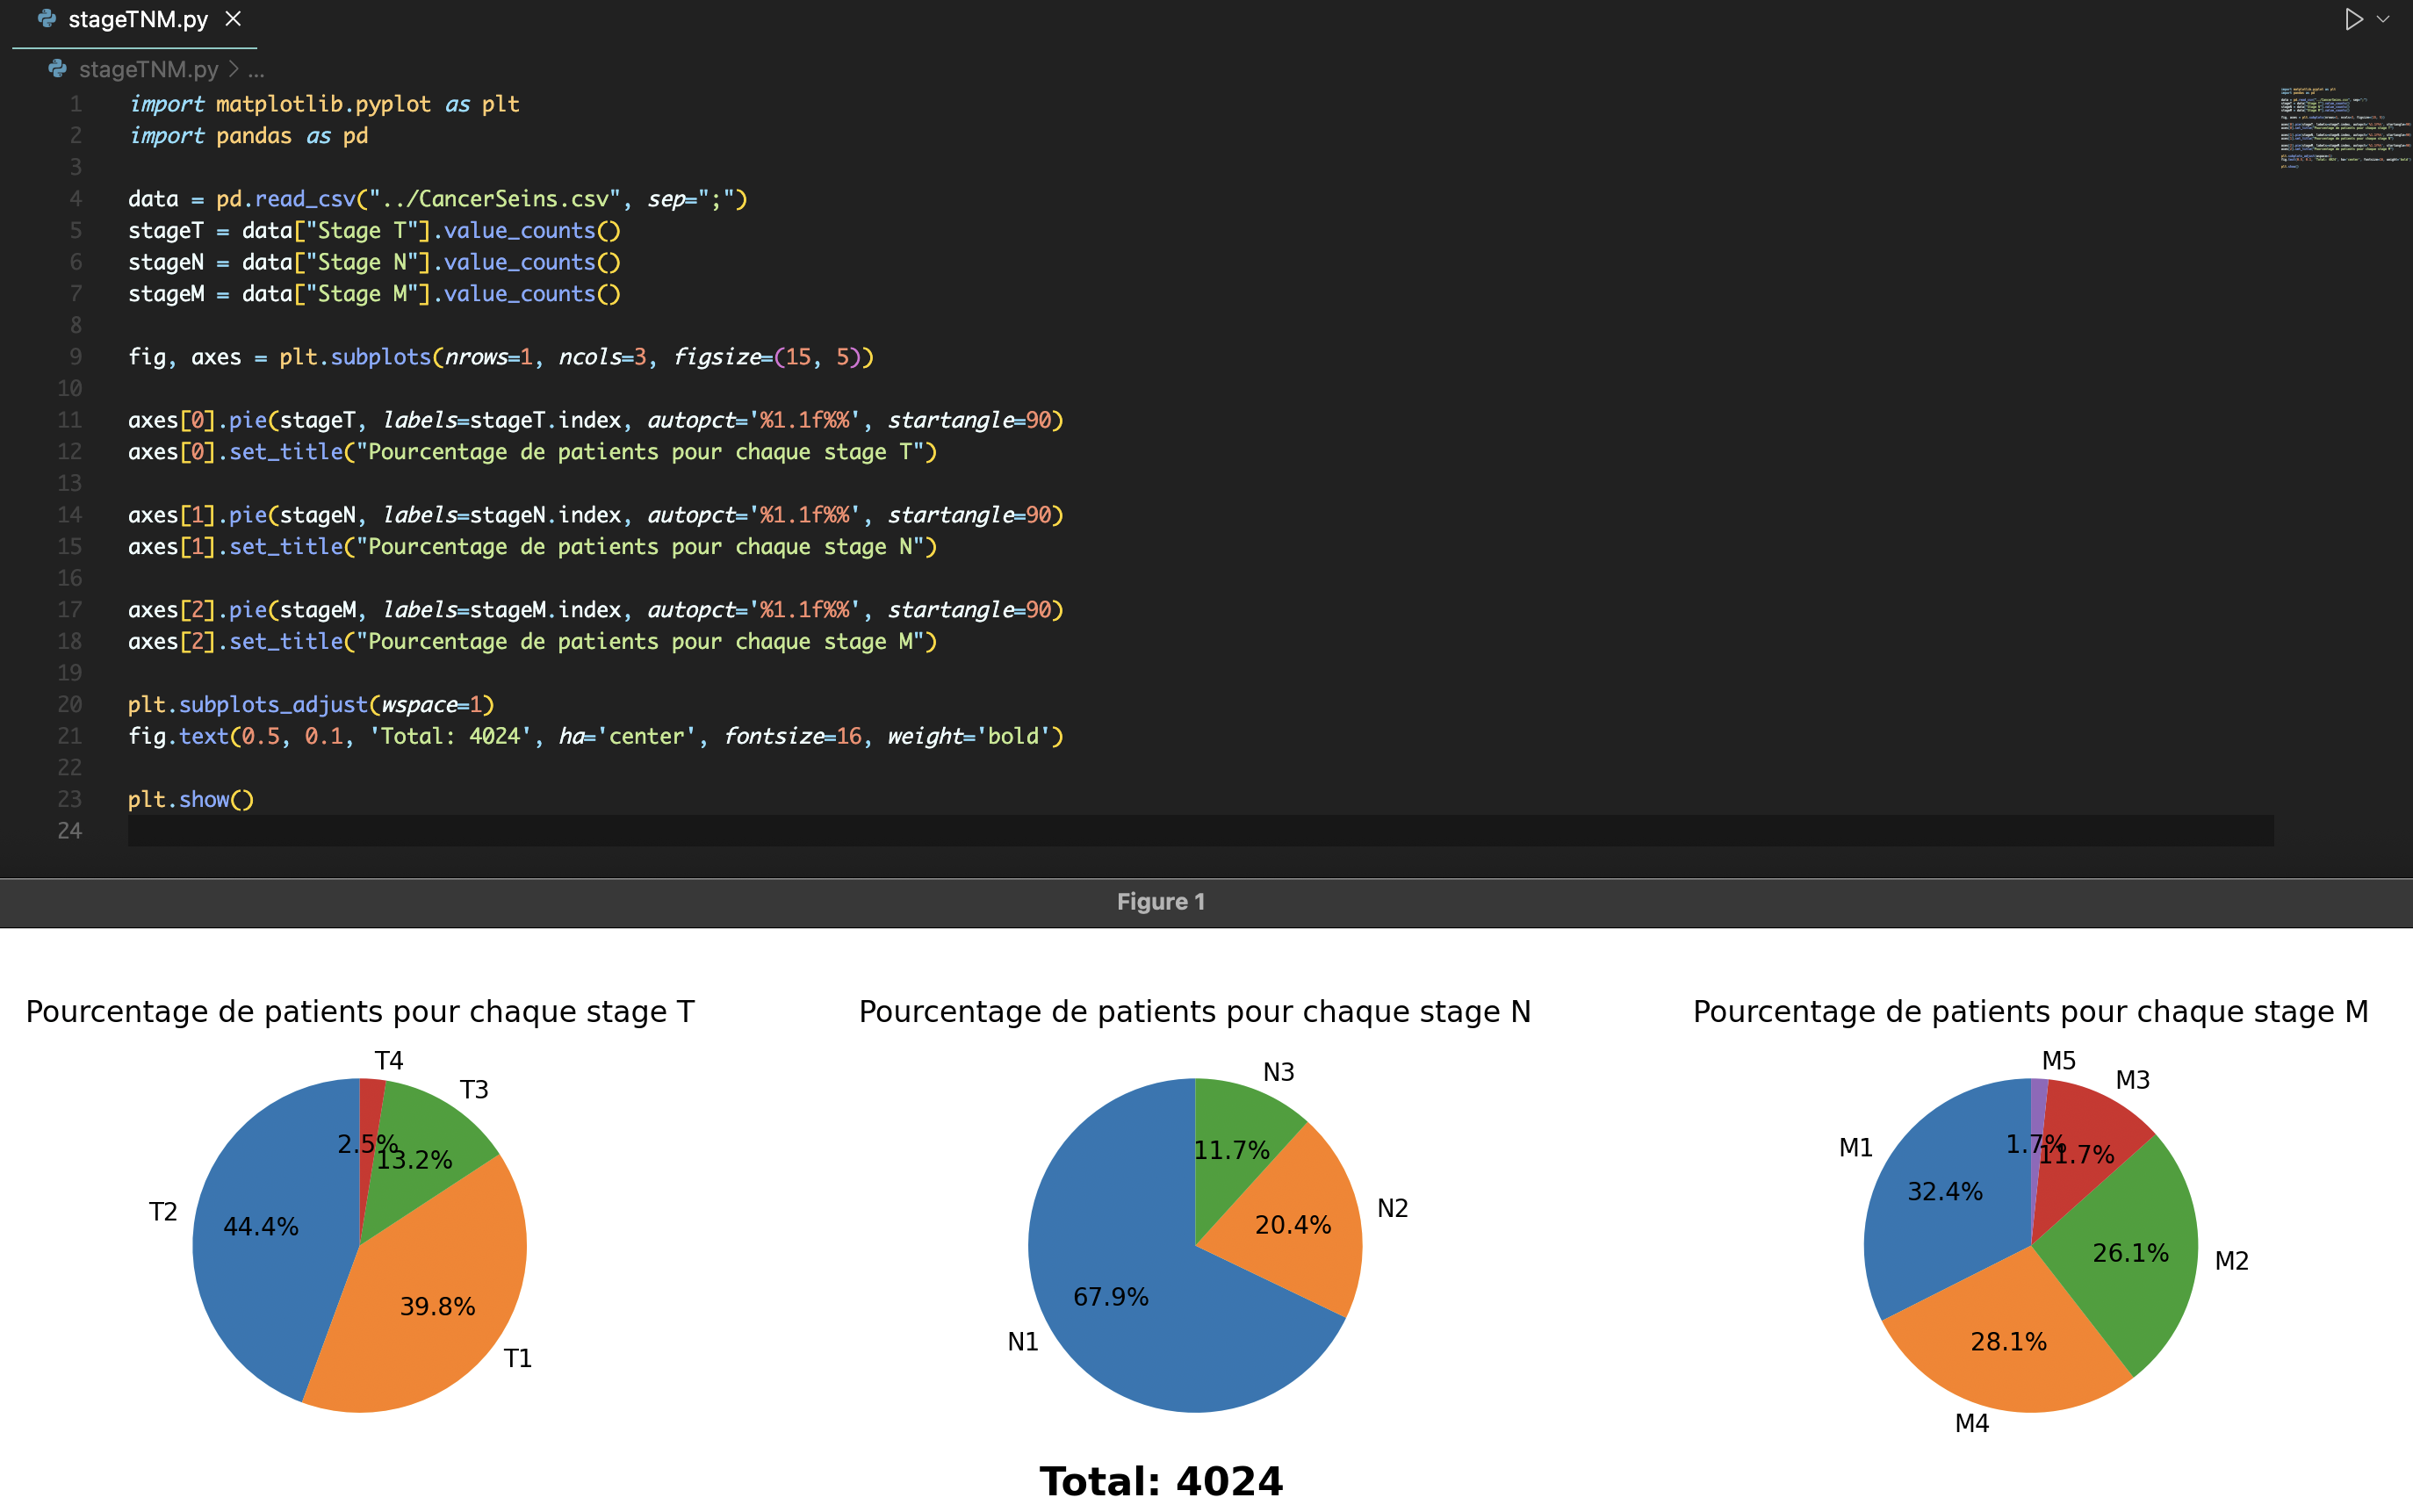 stageTNM.py
stageTNM.py > ...
1 import matplotlib.pyplot as plt
2 import pandas as pd
3
4 data = pd.read_csv("../CancerSeins.csv", sep=";")
5 stageT = data["Stage T"].value_counts()
6 stageN = data["Stage N"].value_counts()
7 stageM = data["Stage M"].value_counts()
8
9 fig, axes = plt.subplots(nrows=1, ncols=3, figsize=(15, 5))
10
11 axes[0].pie(stageT, labels=stageT.index, autopct='%1.1f%%', startangle=90)
12 axes[0].set_title("Pourcentage de patients pour chaque stage T")
13
14 axes[1].pie(stageN, labels=stageN.index, autopct='%1.1f%%', startangle=90)
15 axes[1].set_title("Pourcentage de patients pour chaque stage N")
16
17 axes[2].pie(stageM, labels=stageM.index, autopct='%1.1f%%', startangle=90)
18 axes[2].set_title("Pourcentage de patients pour chaque stage M")
19
20 plt.subplots_adjust(wspace=1)
21 fig.text(0.5, 0.1, 'Total: 4024', ha='center', fontsize=16, weight='bold')
22
23 plt.show()
24
Figure 1
Pourcentage de patients pour chaque stage T
T4
T3
2.5%
13.2%
T2
44.4%
39.8%
T1
Pourcentage de patients pour chaque stage N
N3
11.7%
N2
20.4%
67.9%
N1
Pourcentage de patients pour chaque stage M
M5
M3
M1
1.7%
11.7%
32.4%
26.1%
M2
28.1%
M4
Total: 4024